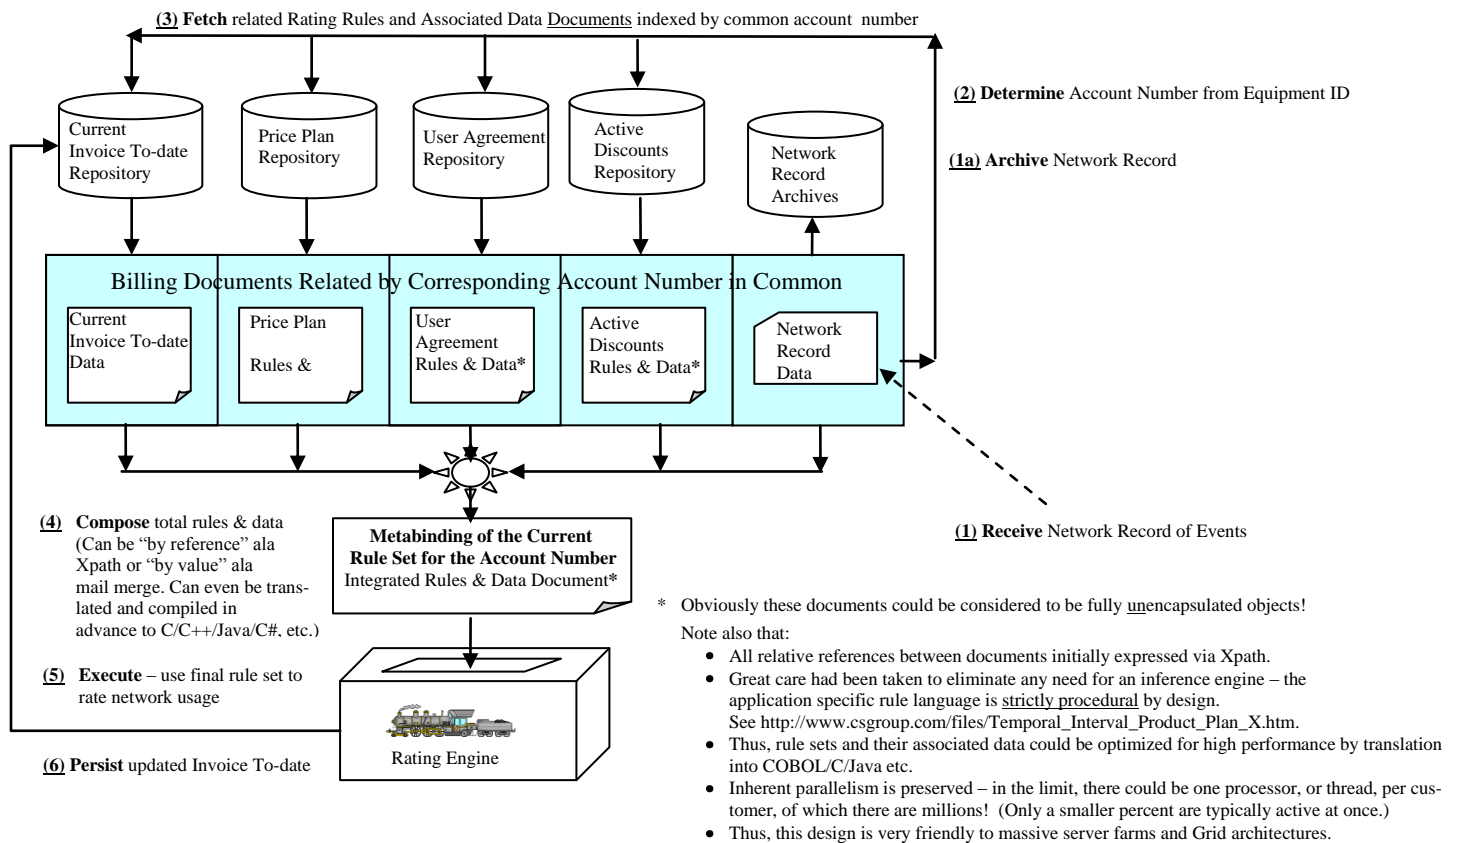 (3) Fetch related Rating Rules and Associated Data Documents indexed by common account number
(2) Determine Account Number from Equipment ID
(1a) Archive Network Record
Current
Invoice To-date
Repository
Price Plan
Repository
User Agreement
Repository
Active
Discounts
Repository
Network
Record
Archives
Billing Documents Related by Corresponding Account Number in Common
Current
Invoice To-date
Data
Price Plan
Rules &
User
Agreement
Rules & Data*
Active
Discounts
Rules & Data*
Network
Record
Data
(1) Receive Network Record of Events
(4) Compose total rules & data
(Can be “by reference” ala
Xpath or “by value” ala
mail merge. Can even be trans-
lated and compiled in
advance to C/C++/Java/C#, etc.)
Metabinding of the Current
Rule Set for the Account Number
Integrated Rules & Data Document*
(5) Execute – use final rule set to
rate network usage
(6) Persist updated Invoice To-date
Rating Engine
* Obviously these documents could be considered to be fully unencapsulated objects!
Note also that:
• All relative references between documents initially expressed via Xpath.
• Great care had been taken to eliminate any need for an inference engine – the
application specific rule language is strictly procedural by design.
See http://www.csgroup.com/files/Temporal_Interval_Product_Plan_X.htm.
• Thus, rule sets and their associated data could be optimized for high performance by translation
into COBOL/C/Java etc.
• Inherent parallelism is preserved – in the limit, there could be one processor, or thread, per cus-
tomer, of which there are millions! (Only a smaller percent are typically active at once.)
• Thus, this design is very friendly to massive server farms and Grid architectures.